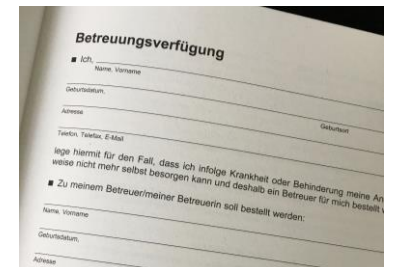 Betreuungsverfügung
■ Ich,
Name, Vorname
Geburtsdatum, Geburtsort
Adresse
Telefon, Telefax, E-Mail
lege hiermit für den Fall, dass ich infolge Krankheit oder Behinderung meine An
weise nicht mehr selbst besorgen kann und deshalb ein Betreuer für mich bestellt w
■ Zu meinem Betreuer/meiner Betreuerin soll bestellt werden:
Name, Vorname
Geburtsdatum,
Adresse